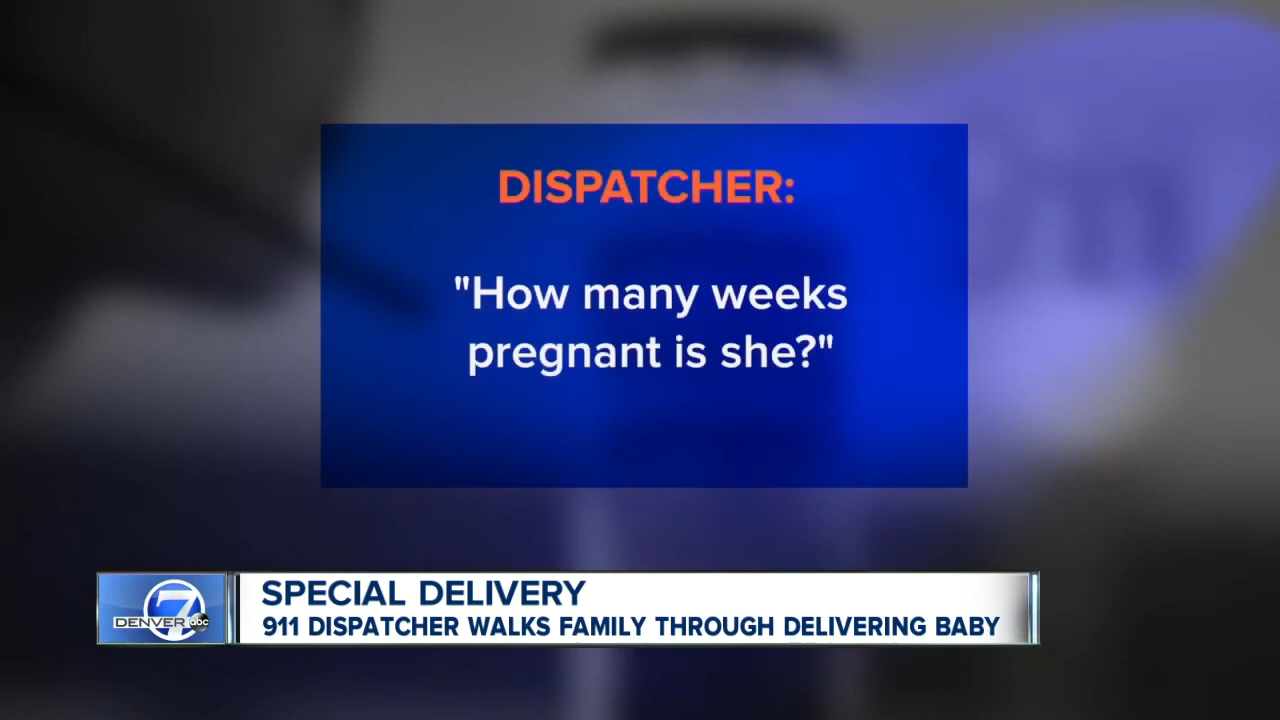 DISPATCHER:
"How many weeks
pregnant is she?"
SPECIAL DELIVERY
911 DISPATCHER WALKS FAMILY THROUGH DELIVERING BABY
DENVER 7 abc